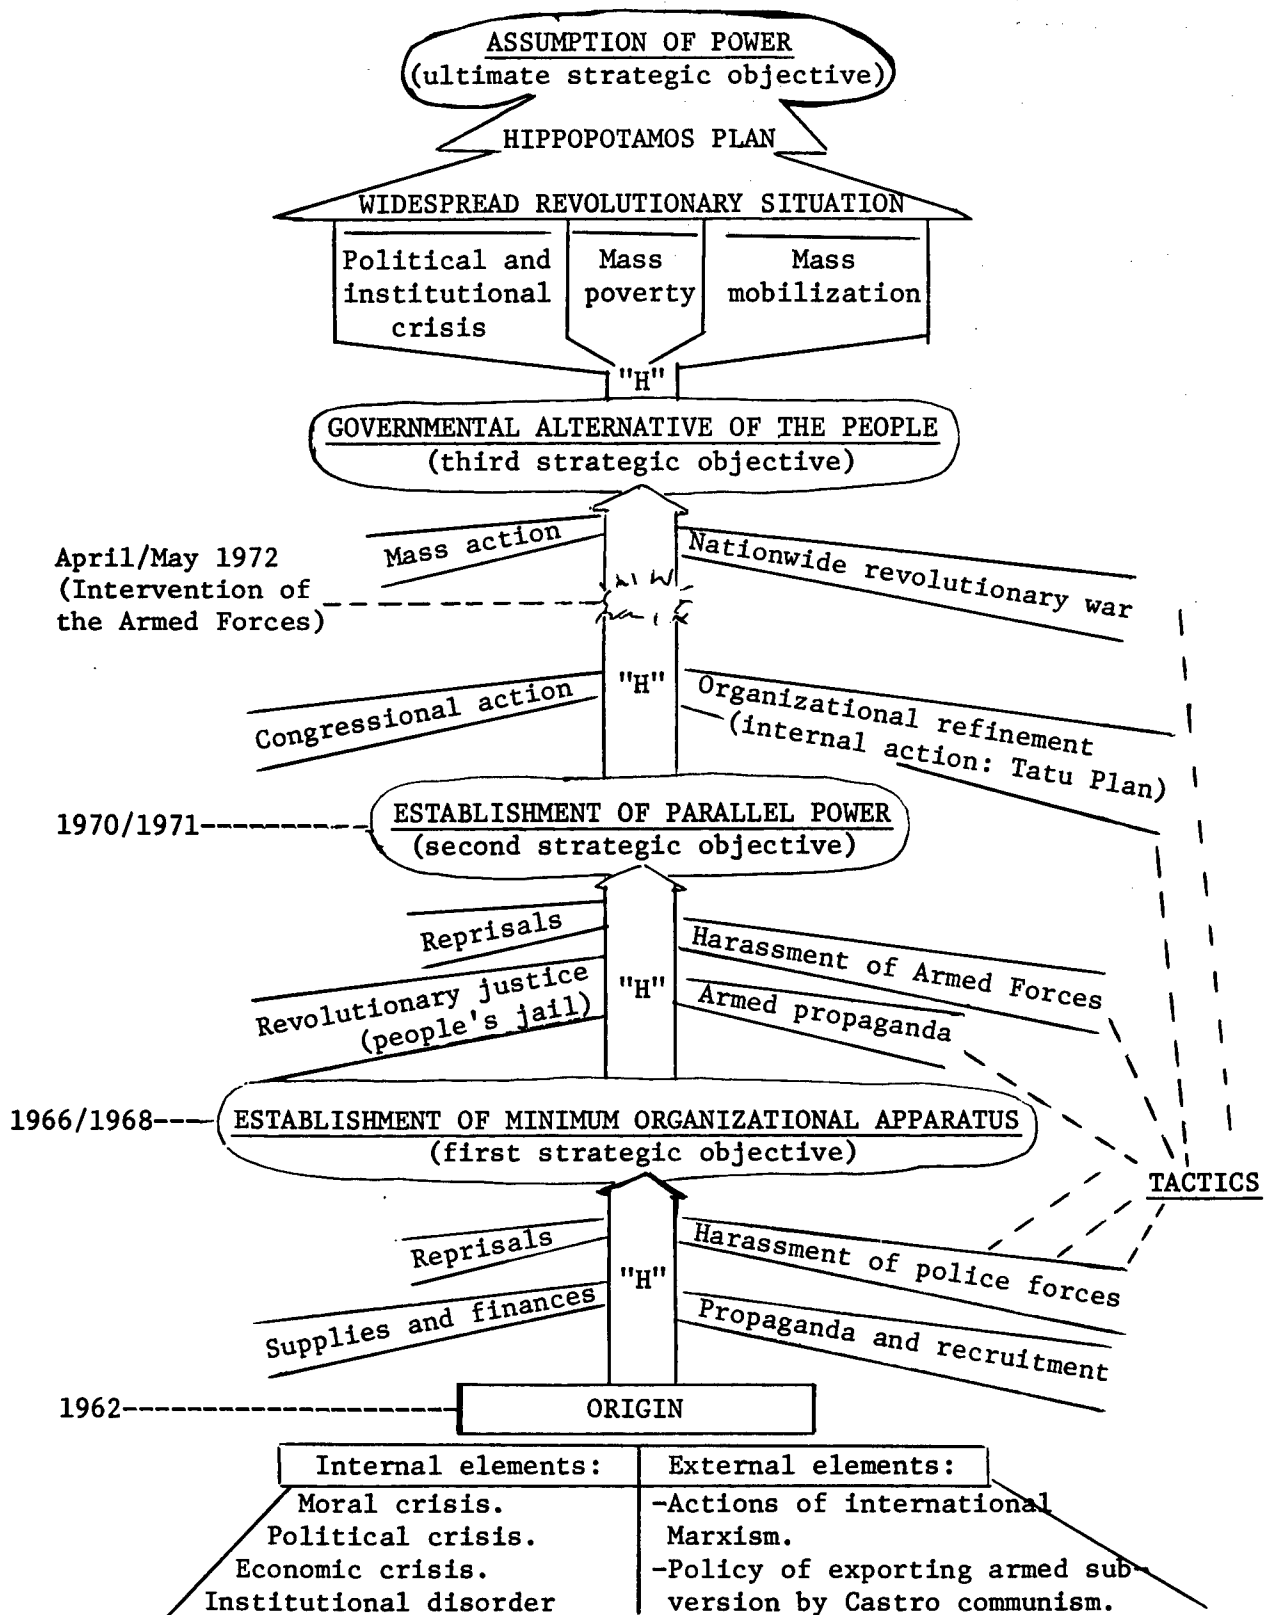 ASSUMPTION OF POWER
(ultimate strategic objective)
HIPPOPOTAMOS PLAN
WIDESPREAD REVOLUTIONARY SITUATION
Political and
institutional
crisis
Mass
poverty
Mass
mobilization
"H"
GOVERNMENTAL ALTERNATIVE OF THE PEOPLE
(third strategic objective)
Mass action
Nationwide revolutionary war
April/May 1972
(Intervention of
the Armed Forces)
"H"
Congressional action
Organizational refinement
(internal action: Tatu Plan)
1970/1971
ESTABLISHMENT OF PARALLEL POWER
(second strategic objective)
Reprisals
Harassment of Armed Forces
Revolutionary justice
(people's jail)
"H"
Armed propaganda
1966/1968
ESTABLISHMENT OF MINIMUM ORGANIZATIONAL APPARATUS
(first strategic objective)
TACTICS
Reprisals
Harassment of police forces
"H"
Supplies and finances
Propaganda and recruitment
1962
ORIGIN
Internal elements:
Moral crisis.
Political crisis.
Economic crisis.
Institutional disorder
External elements:
-Actions of international
Marxism.
-Policy of exporting armed sub-
version by Castro communism.